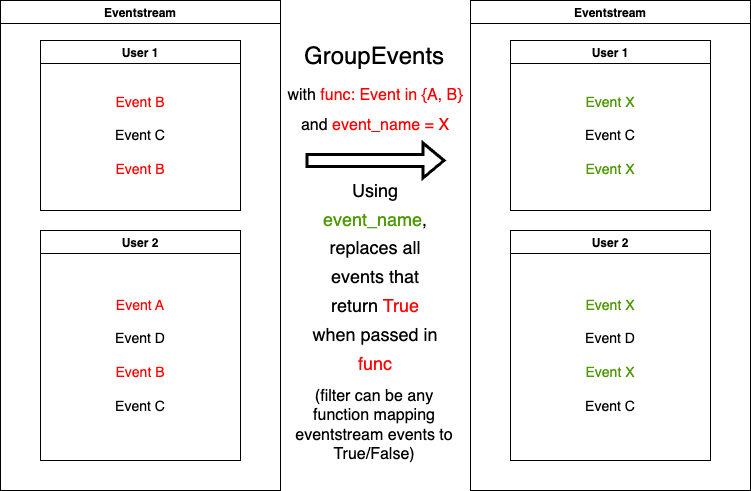 Eventstream
User 1
Event B
Event C
Event B
User 2
Event A
Event D
Event B
Event C
GroupEvents
with func: Event in {A, B}
and event_name = X
Using
event_name,
replaces all
events that
return True
when passed in
func
(filter can be any
function mapping
eventstream events to
True/False)
Eventstream
User 1
Event X
Event C
Event X
User 2
Event X
Event D
Event X
Event C